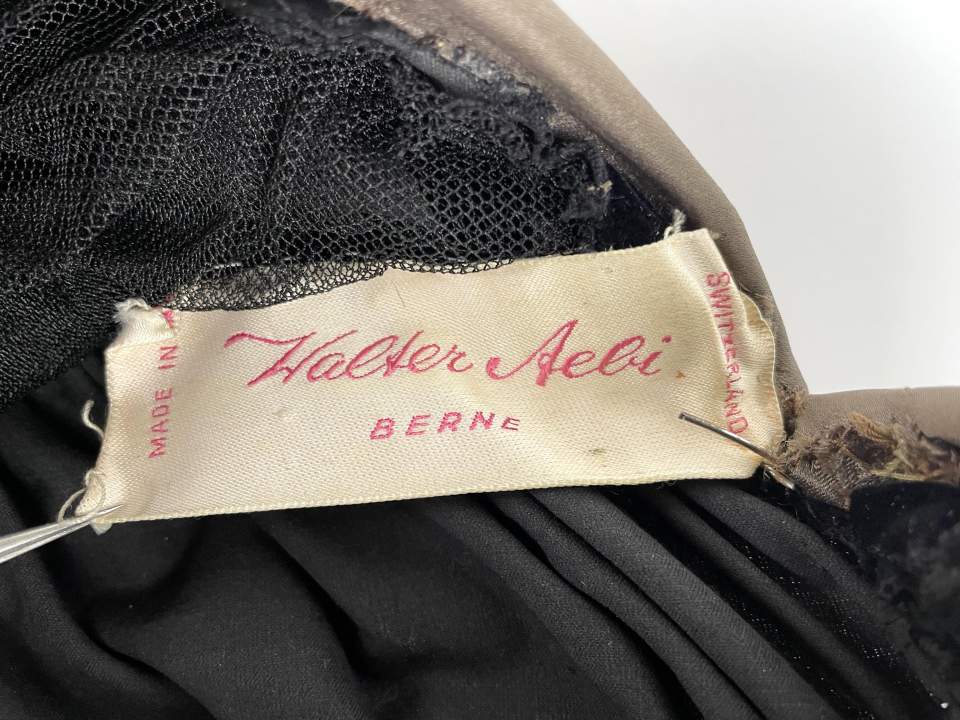 MADE IN
Walter Aebi
BERNE
SWITZERLAND